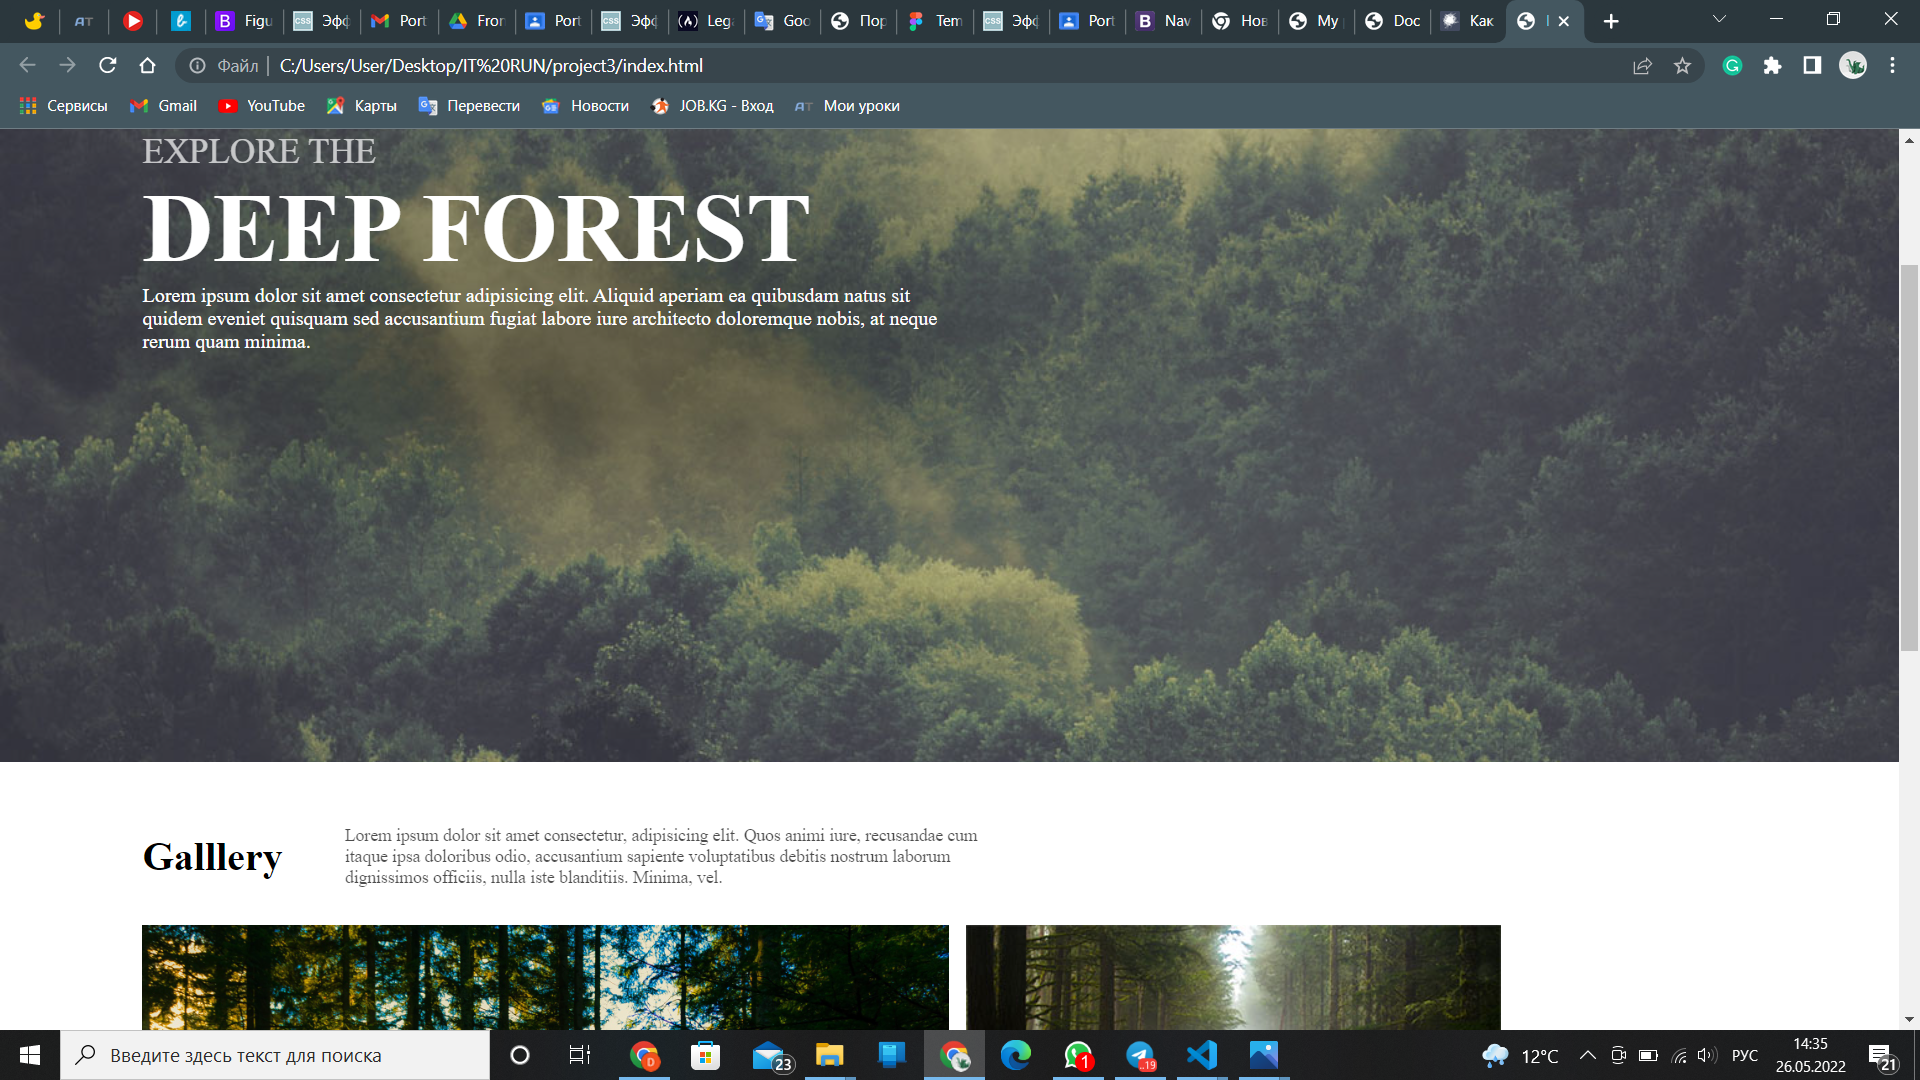 Figu
Эфф
Port
Fron
Port
Эфф
Lega
Goo
Пор
Tem
Эфф
Port
Nav
Нов
My
Doc
Как
Файл | C:/Users/User/Desktop/IT%20RUN/project3/index.html
Сервисы Gmail YouTube Карты Перевести Новости JOB.KG - Вход AT Мои уроки
EXPLORE THE
DEEP FOREST
Lorem ipsum dolor sit amet consectetur adipisicing elit. Aliquid aperiam ea quibusdam natus sit
quidem eveniet quisquam sed accusantium fugiat labore iure architecto doloremque nobis, at neque
rerum quam minima.
Galllery
Lorem ipsum dolor sit amet consectetur, adipisicing elit. Quos animi iure, recusandae cum
itaque ipsa doloribus odio, accusantium sapiente voluptatibus debitis nostrum laborum
dignissimos officiis, nulla iste blanditiis. Minima, vel.
Введите здесь текст для поиска
23
1
..19
12°C
РУС
14:35
26.05.2022
21